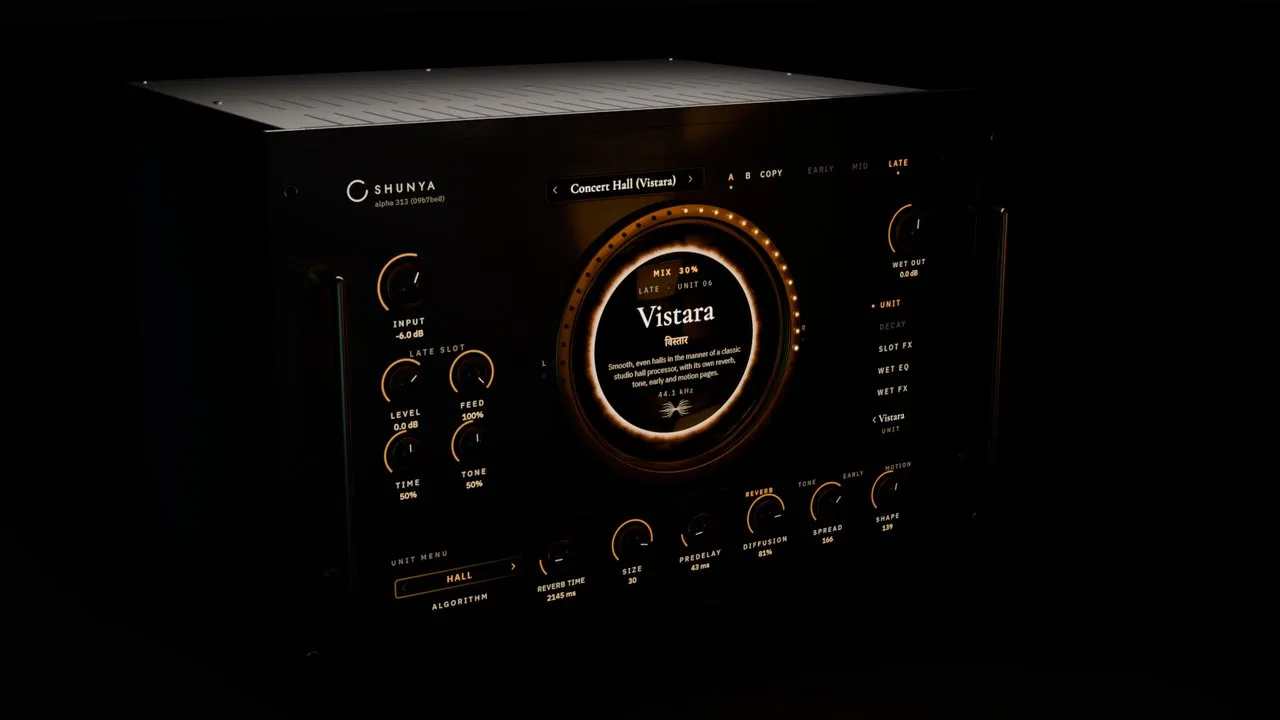 SHUNYA
alpha 313 (09b7be8)
Concert Hall (Vistara)
A B COPY
EARLY MID LATE
INPUT
-6.0 dB
LATE SLOT
LEVEL
0.0 dB
FEED
100%
TIME
50%
TONE
50%
MIX 30%
LATE - UNIT 06
Vistara
विस्तार
Smooth, even halls in the manner of a classic
studio hall processor, with its own reverb,
tone, early and motion pages.
44.1 kHz
L
R
WET OUT
0.0 dB
UNIT
DECAY
SLOT FX
WET EQ
WET FX
Vistara
UNIT
UNIT MENU
HALL
ALGORITHM
REVERB TONE EARLY MOTION
REVERB TIME
2145 ms
SIZE
30
PREDELAY
43 ms
DIFFUSION
81%
SPREAD
166
SHAPE
139